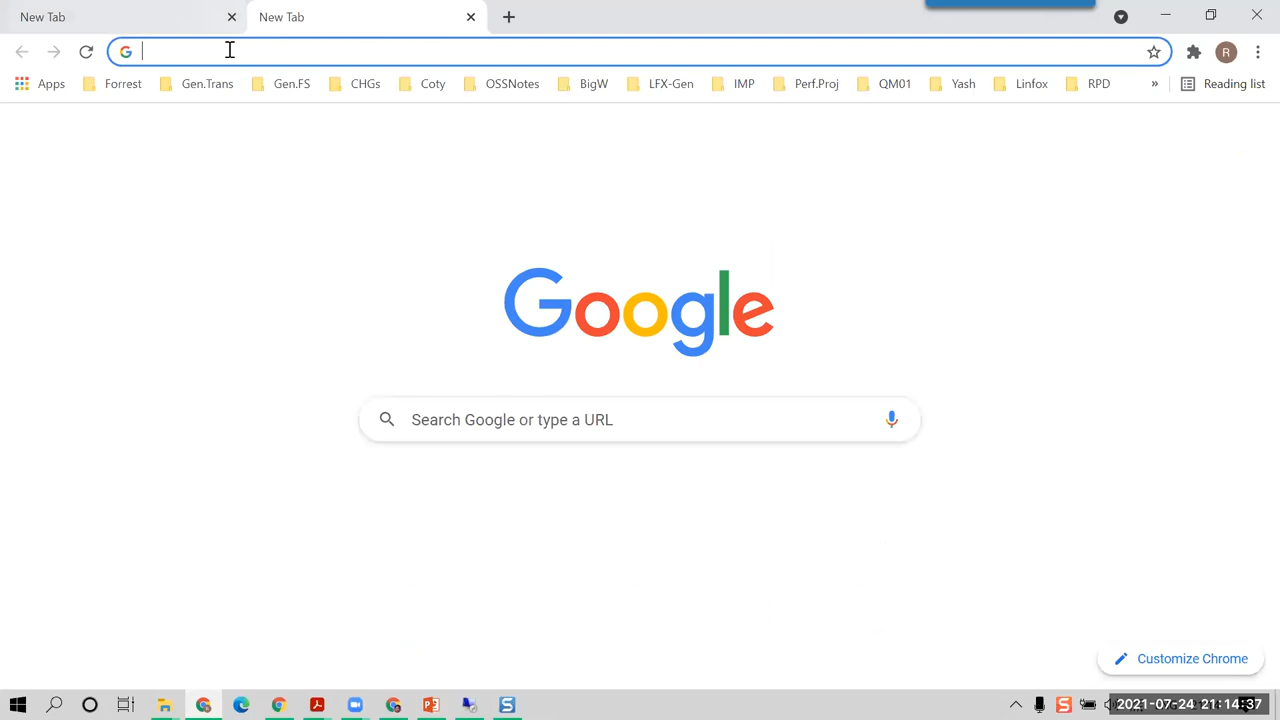 New Tab
New Tab
Apps Forrest Gen.Trans Gen.FS CHGs Coty OSSNotes BigW LFX-Gen IMP Perf.Proj QM01 Yash Linfox RPD » Reading list
R
Google
Search Google or type a URL
Customize Chrome
2021-07-24 21:14:37